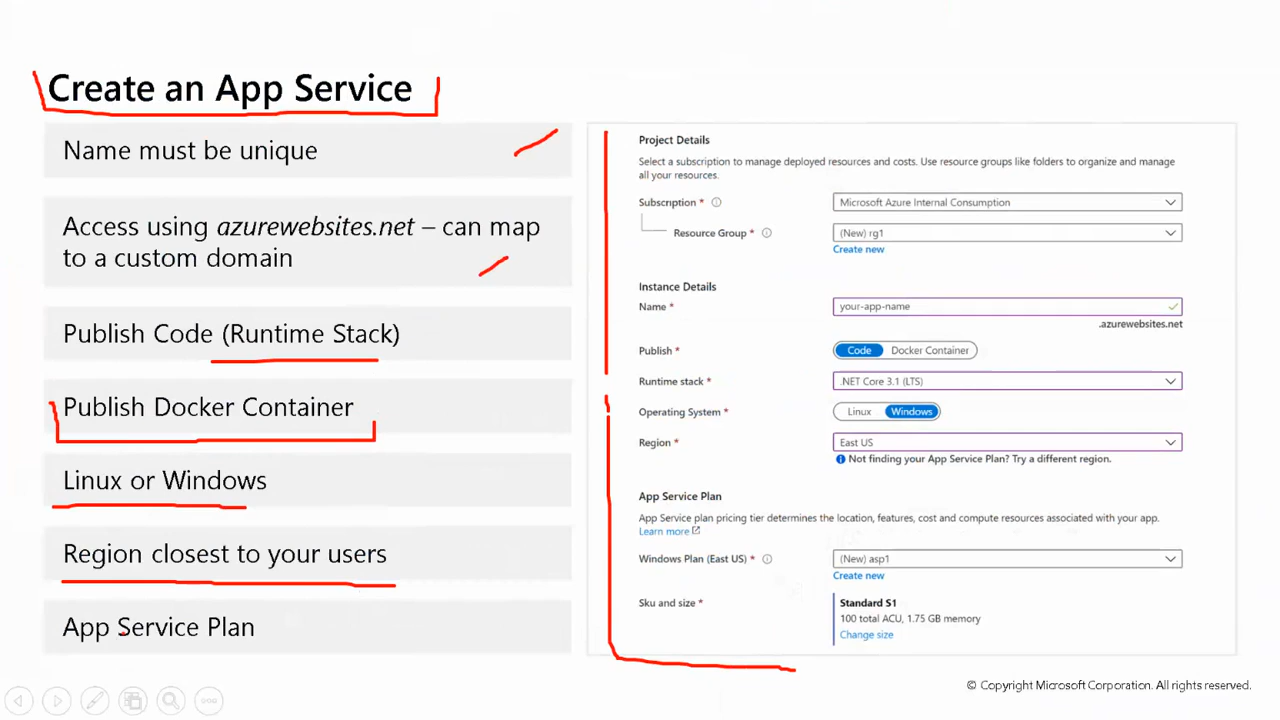 Create an App Service
Name must be unique
Access using azurewebsites.net – can map
to a custom domain
Publish Code (Runtime Stack)
Publish Docker Container
Linux or Windows
Region closest to your users
App Service Plan
Project Details
Select a subscription to manage deployed resources and costs. Use resource groups like folders to organize and manage
all your resources.
Subscription *
Microsoft Azure Internal Consumption
Resource Group *
(New) rg1
Create new
Instance Details
Name *
your-app-name
.azurewebsites.net
Publish *
Code Docker Container
Runtime stack *
.NET Core 3.1 (LTS)
Operating System *
Linux Windows
Region *
East US
Not finding your App Service Plan? Try a different region.
App Service Plan
App Service plan pricing tier determines the location, features, cost and compute resources associated with your app.
Learn more
Windows Plan (East US) *
(New) asp1
Create new
Sku and size *
Standard S1
100 total ACU, 1.75 GB memory
Change size
© Copyright Microsoft Corporation. All rights reserved.